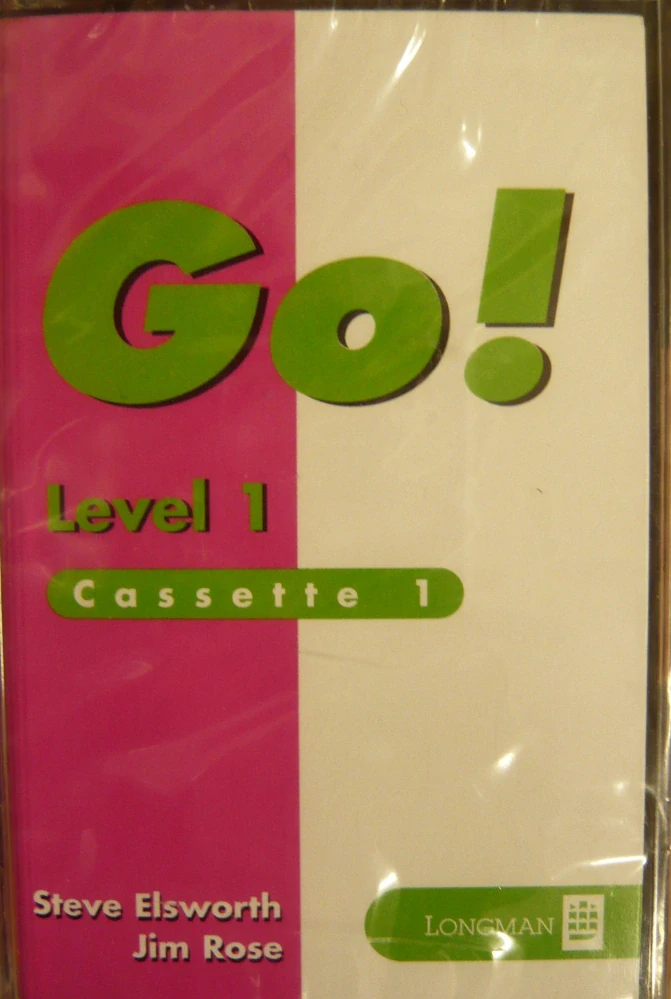 Go!
Level 1
Cassette 1
Steve Elsworth
Jim Rose
LONGMAN